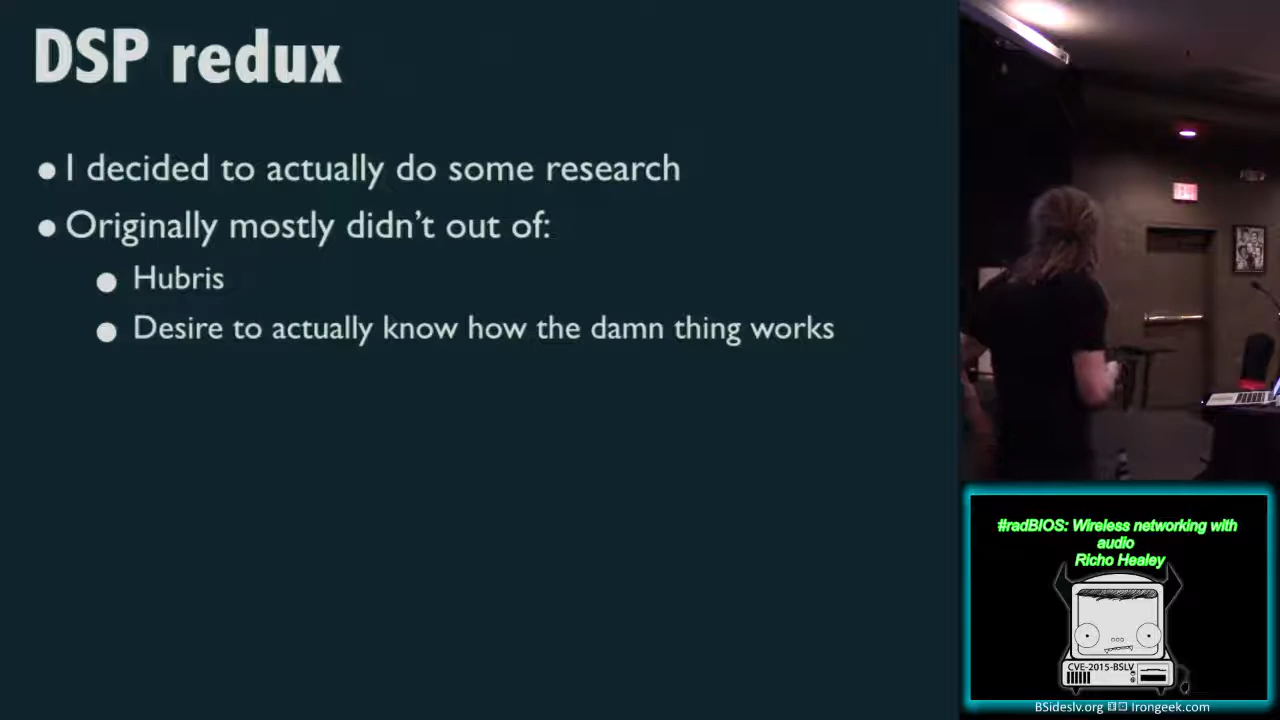 DSP redux
I decided to actually do some research
Originally mostly didn't out of:
Hubris
Desire to actually know how the damn thing works
#radBIOS: Wireless networking with
audio
Richo Healey
CVE-2015-BSLV
BSideslv.org Irongeek.com